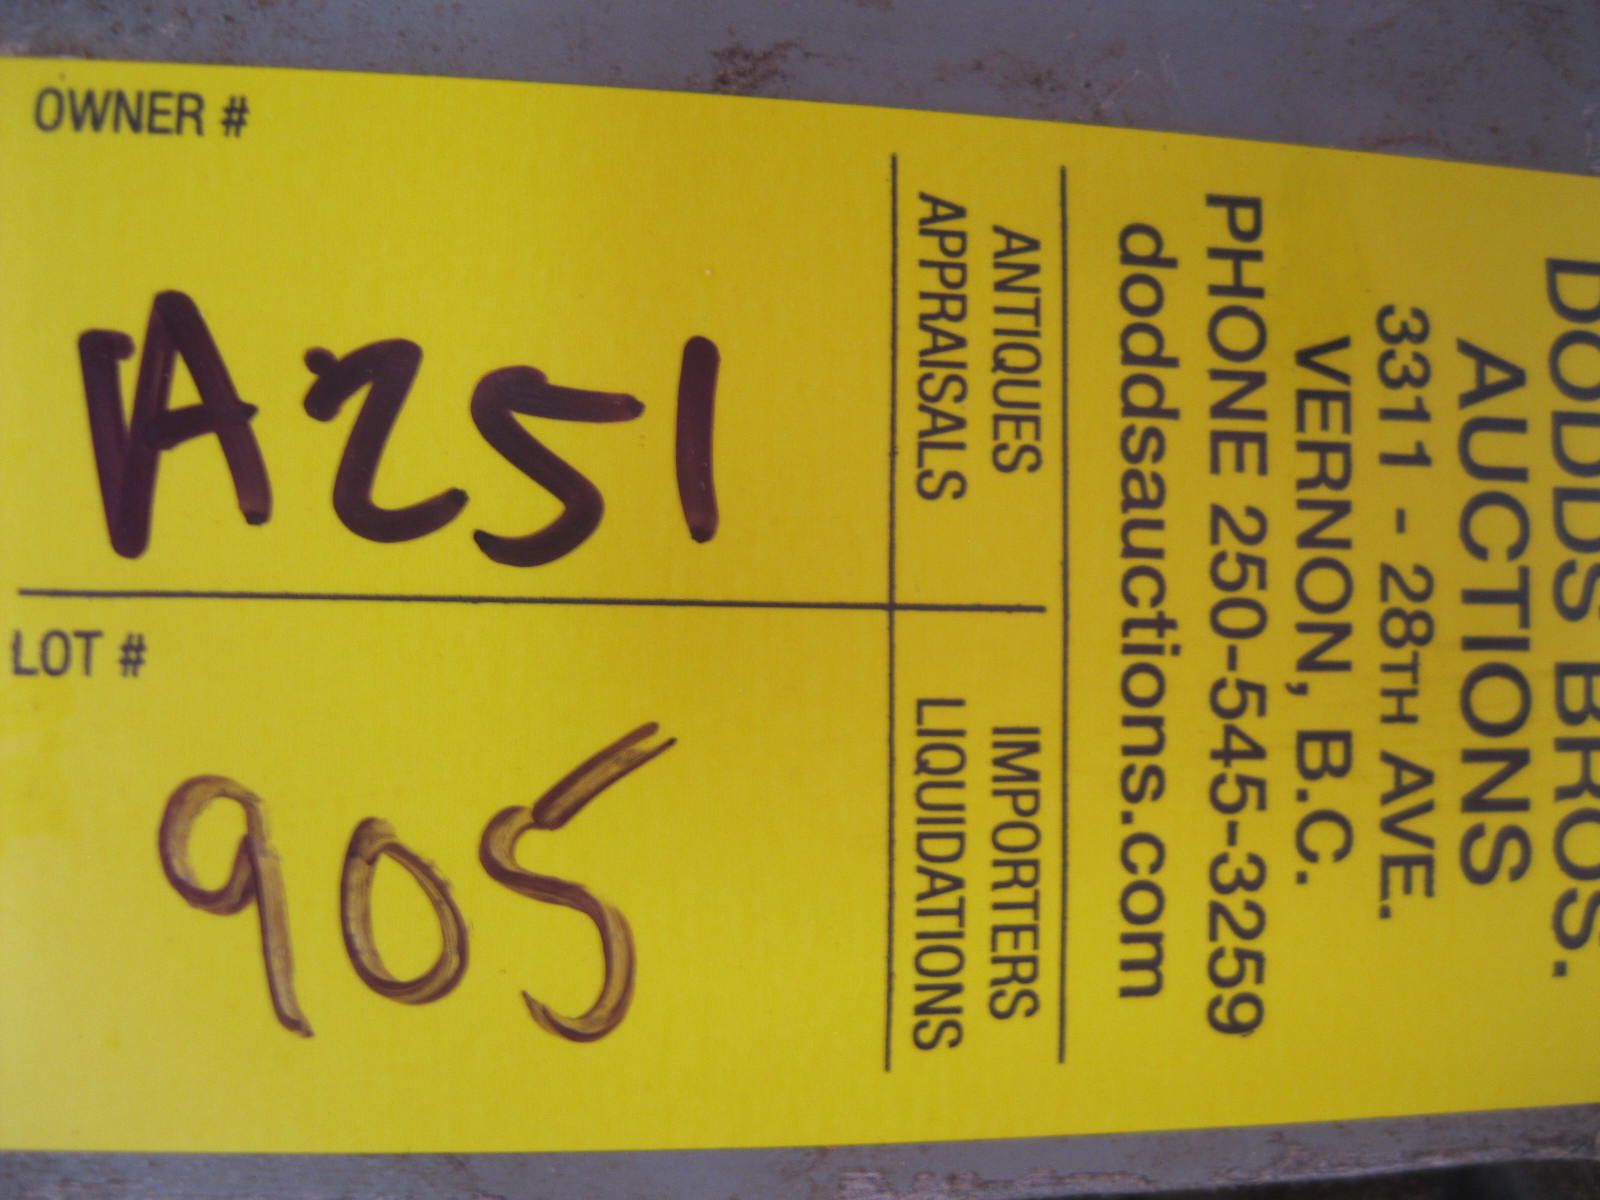 DODDS BROS.
AUCTIONS
3311 - 28TH AVE.
VERNON, B.C.
PHONE 250-545-3259
doddsauctions.com
ANTIQUES IMPORTERS
APPRAISALS LIQUIDATIONS
OWNER #
A251
LOT #
905